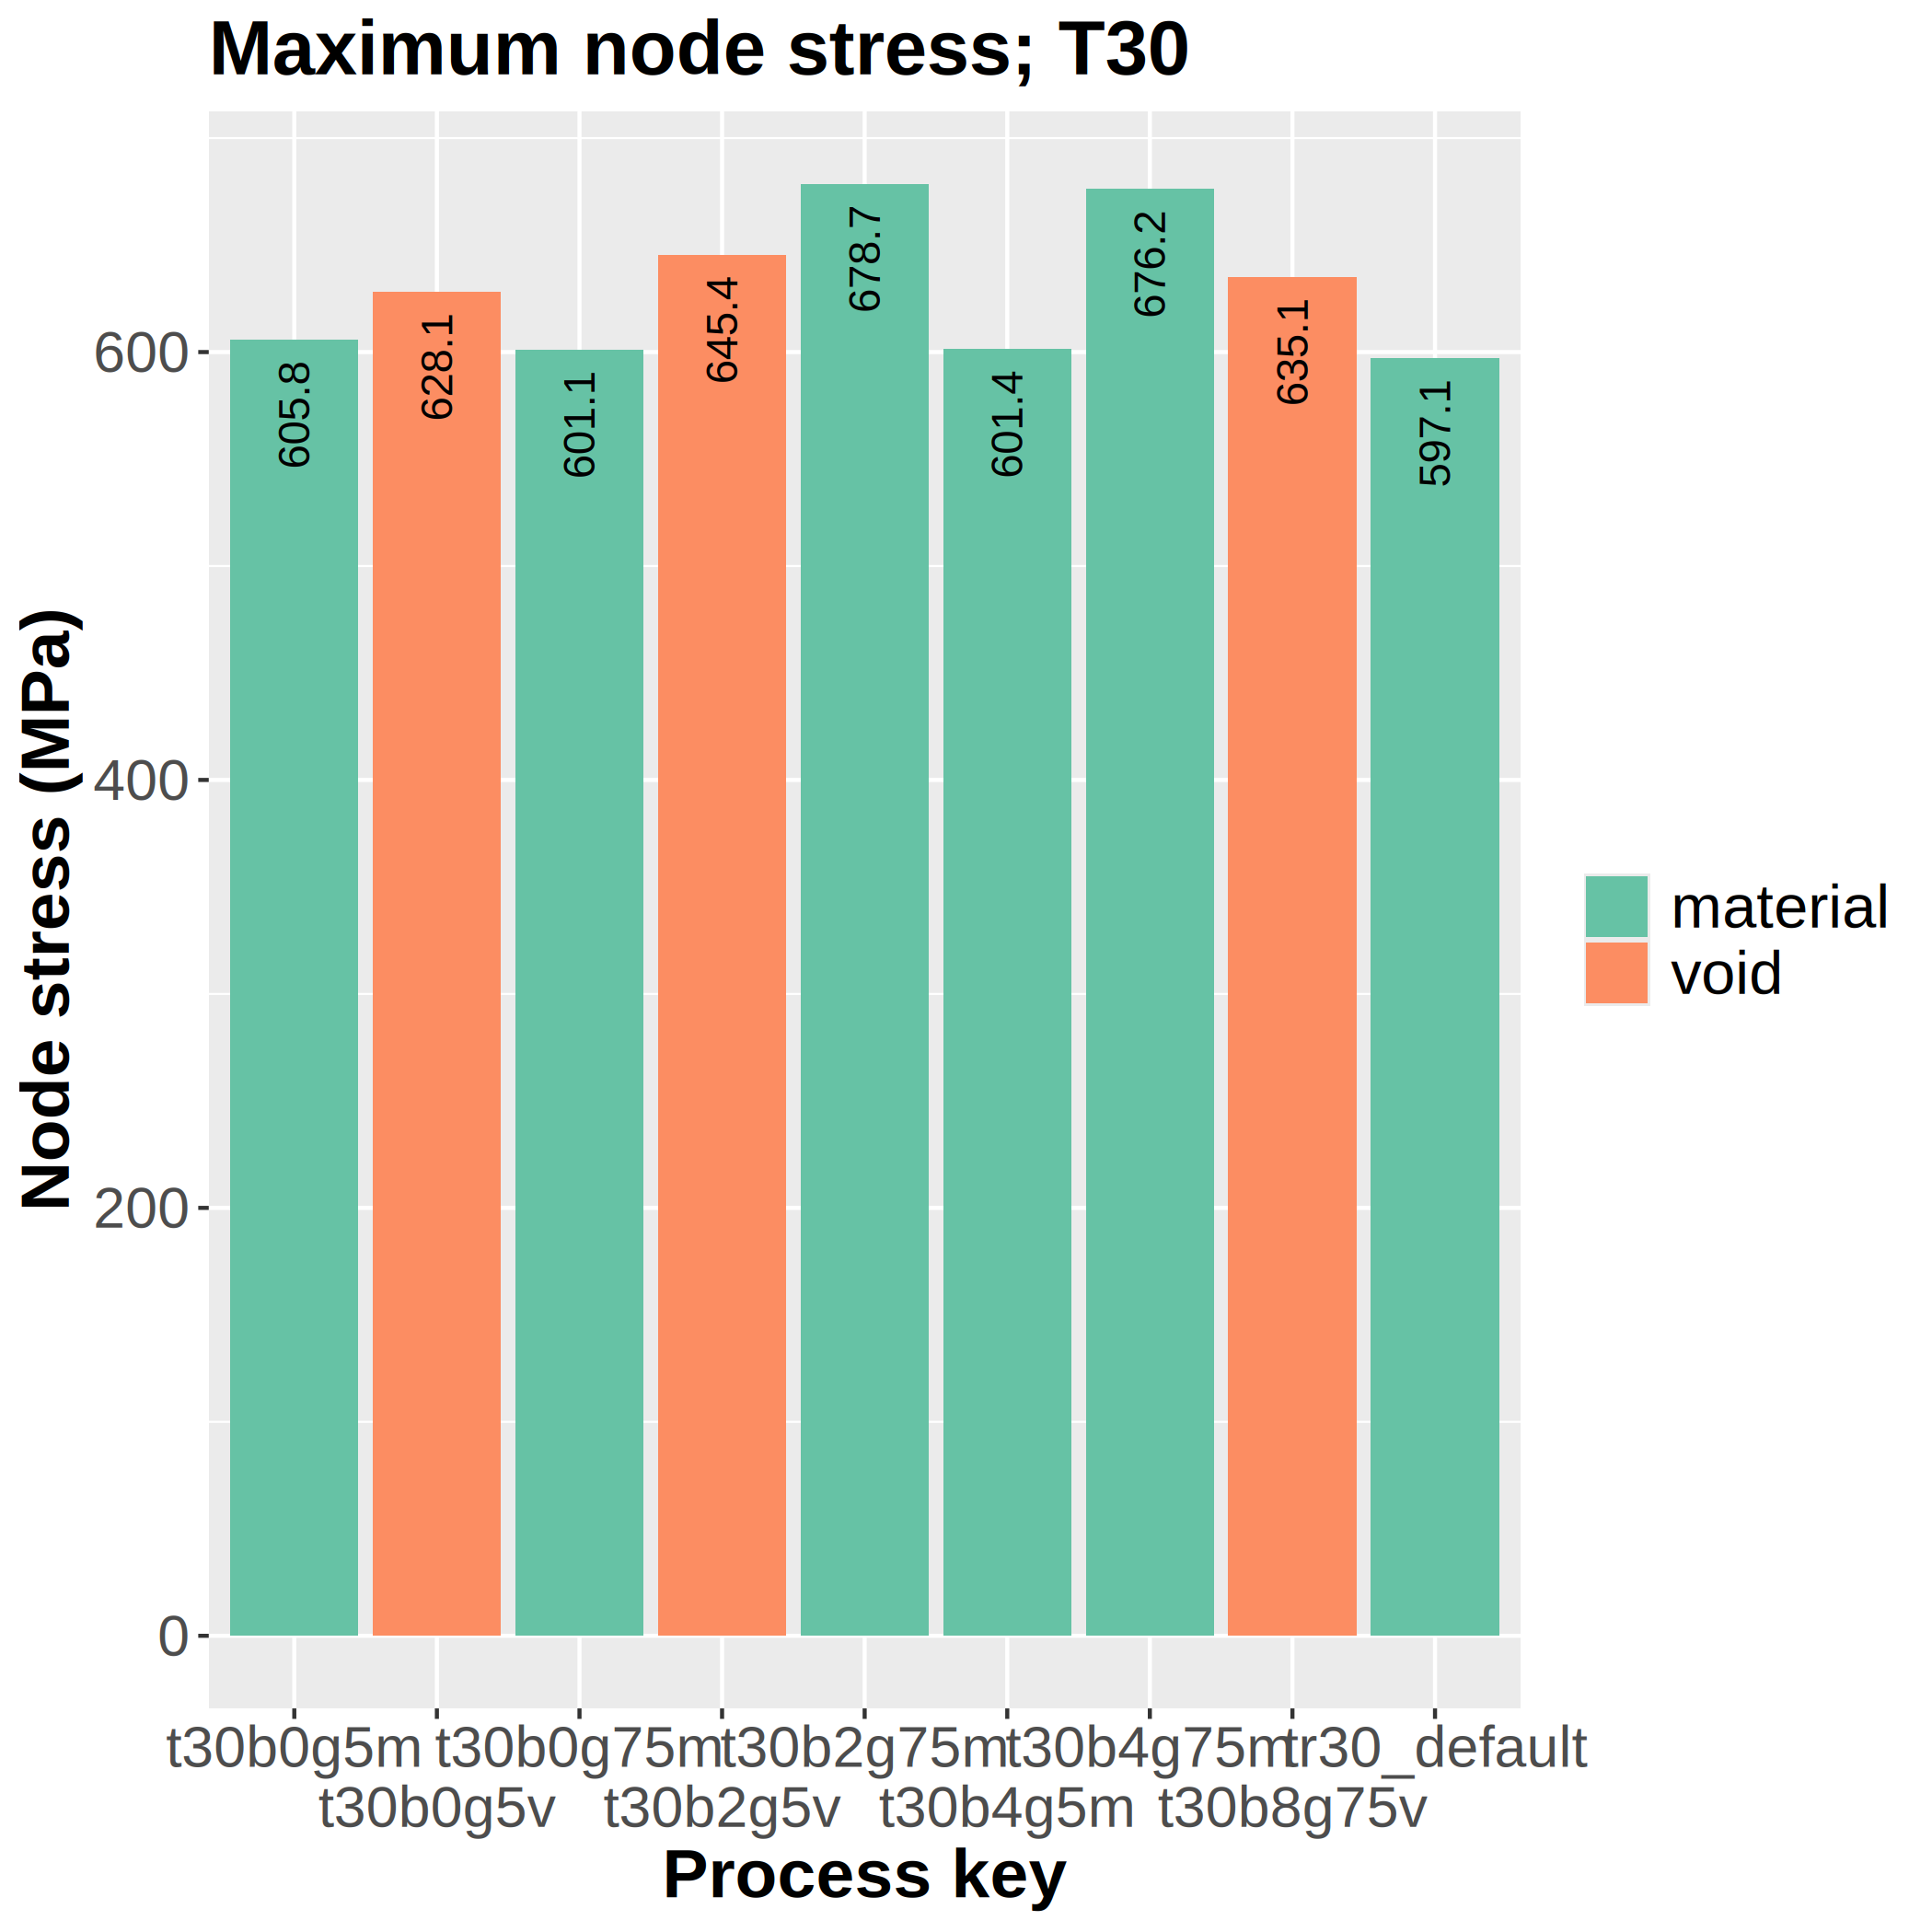 Maximum node stress; T30
Node stress (MPa)
600
400
200
0
605.8
628.1
601.1
645.4
678.7
601.4
676.2
635.1
597.1
t30b0g5m t30b0g75m t30b2g75m t30b4g75m tr30_default
t30b0g5v t30b2g5v t30b4g5m t30b8g75v
Process key
material
void